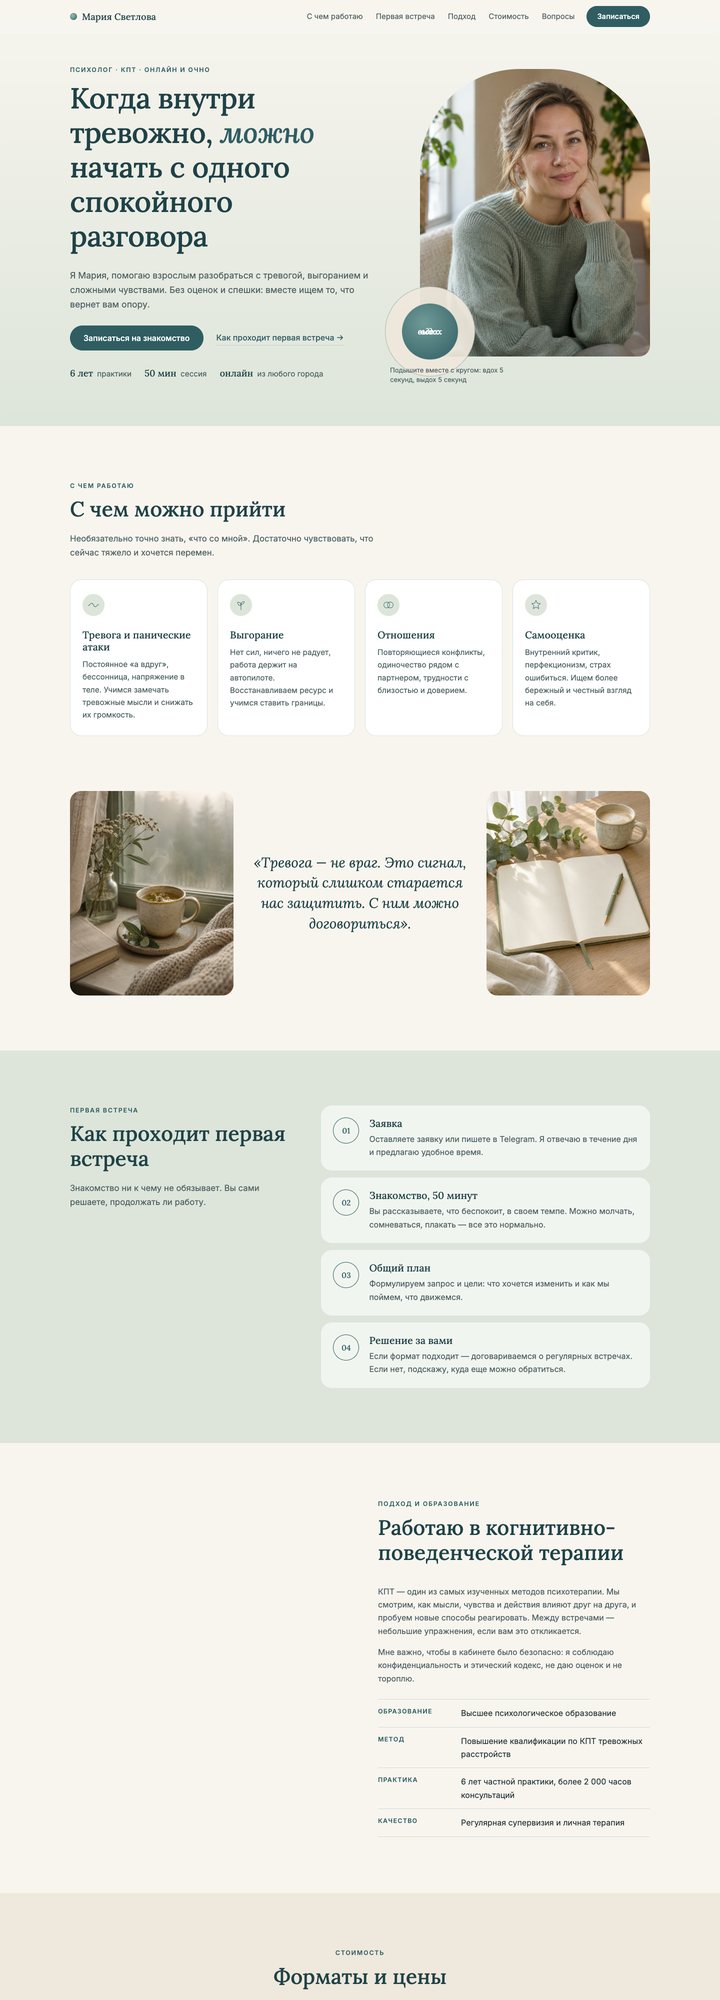 Мария Светлова
С чем работаю
Первая встреча
Подход
Стоимость
Вопросы
Записаться
ПСИХОЛОГ · КПТ · ОНЛАЙН И ОЧНО
Когда внутри
тревожно, можно
начать с одного
спокойного
разговора
Я Мария, помогаю взрослым разобраться с тревогой, выгоранием и
сложными чувствами. Без оценок и спешки: вместе ищем то, что
вернет вам опору.
Записаться на знакомство
Как проходит первая встреча →
6 лет практики
50 мин сессия
онлайн из любого города
Подышите вместе с кругом: вдох 5
секунд, выдох 5 секунд
С ЧЕМ РАБОТАЮ
С чем можно прийти
Необязательно точно знать, «что со мной». Достаточно чувствовать, что
сейчас тяжело и хочется перемен.
Тревога и панические
атаки
Постоянное «а вдруг»,
бессонница, напряжение в
теле. Учимся замечать
тревожные мысли и снижать
их громкость.
Выгорание
Нет сил, ничего не радует,
работа держит на
автопилоте.
Восстанавливаем ресурс и
учимся ставить границы.
Отношения
Повторяющиеся конфликты,
одиночество рядом с
партнером, трудности с
близостью и доверием.
Самооценка
Внутренний критик,
перфекционизм, страх
ошибиться. Ищем более
бережный и честный взгляд
на себя.
«Тревога — не враг. Это сигнал,
который слишком старается
нас защитить. С ним можно
договориться».
ПЕРВАЯ ВСТРЕЧА
Как проходит первая
встреча
Знакомство ни к чему не обязывает. Вы сами
решаете, продолжать ли работу.
01
Заявка
Оставляете заявку или пишете в Telegram. Я отвечаю в течение дня
и предлагаю удобное время.
02
Знакомство, 50 минут
Вы рассказываете, что беспокоит, в своем темпе. Можно молчать,
сомневаться, плакать — все это нормально.
03
Общий план
Формулируем запрос и цели: что хочется изменить и как мы
поймем, что движемся.
04
Решение за вами
Если формат подходит — договариваемся о регулярных встречах.
Если нет, подскажу, куда еще можно обратиться.
ПОДХОД И ОБРАЗОВАНИЕ
Работаю в когнитивно-
поведенческой терапии
КПТ — один из самых изученных методов психотерапии. Мы
смотрим, как мысли, чувства и действия влияют друг на друга, и
пробуем новые способы реагировать. Между встречами —
небольшие упражнения, если вам это откликается.
Мне важно, чтобы в кабинете было безопасно: я соблюдаю
конфиденциальность и этический кодекс, не даю оценок и не
тороплю.
ОБРАЗОВАНИЕ
Высшее психологическое образование
МЕТОД
Повышение квалификации по КПТ тревожных
расстройств
ПРАКТИКА
6 лет частной практики, более 2 000 часов
консультаций
КАЧЕСТВО
Регулярная супервизия и личная терапия
СТОИМОСТЬ
Форматы и цены